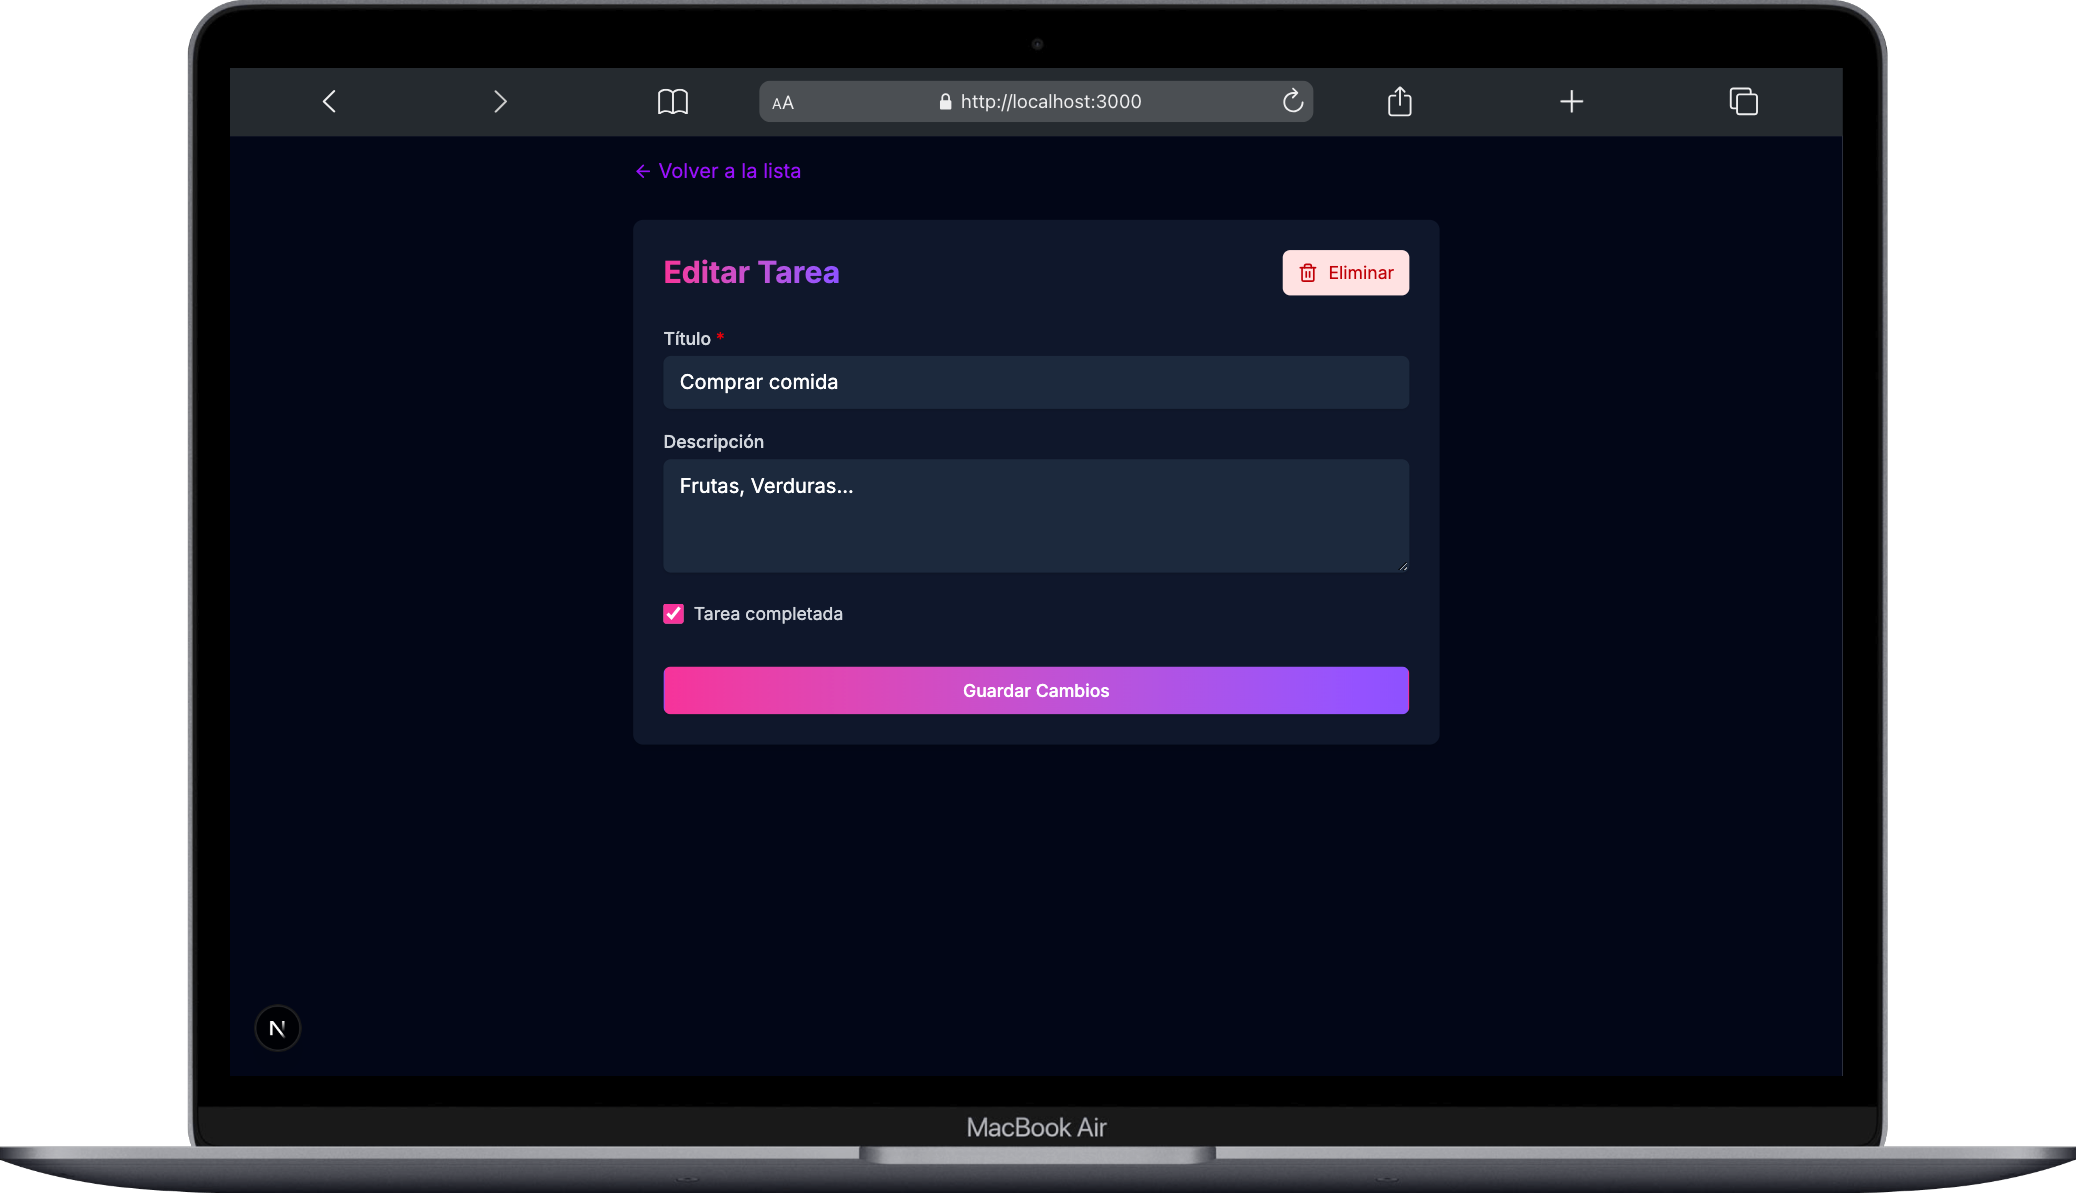 AA
http://localhost:3000
← Volver a la lista
Editar Tarea
Eliminar
Título *
Comprar comida
Descripción
Frutas, Verduras...
Tarea completada
Guardar Cambios
N
MacBook Air